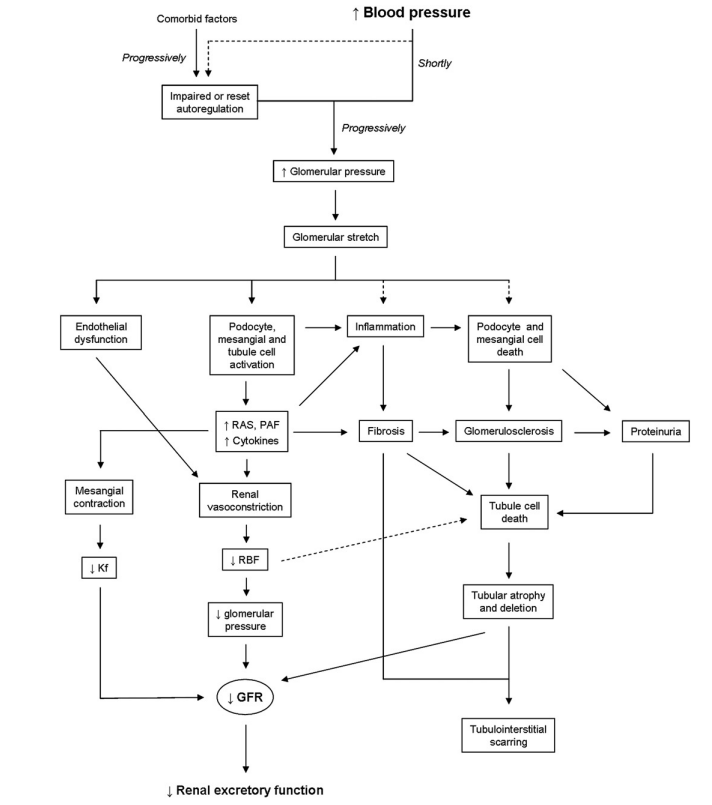 Comorbid factors
↑ Blood pressure
Progressively
Shortly
Impaired or reset
autoregulation
Progressively
↑ Glomerular pressure
Glomerular stretch
Endothelial
dysfunction
Podocyte,
mesangial and
tubule cell
activation
Inflammation
Podocyte and
mesangial cell
death
↑ RAS, PAF
↑ Cytokines
Fibrosis
Glomerulosclerosis
Proteinuria
Mesangial
contraction
Renal
vasoconstriction
Tubule cell
death
↓ Kf
↓ RBF
Tubular atrophy
and deletion
↓ glomerular
pressure
↓ GFR
Tubulointerstitial
scarring
↓ Renal excretory function